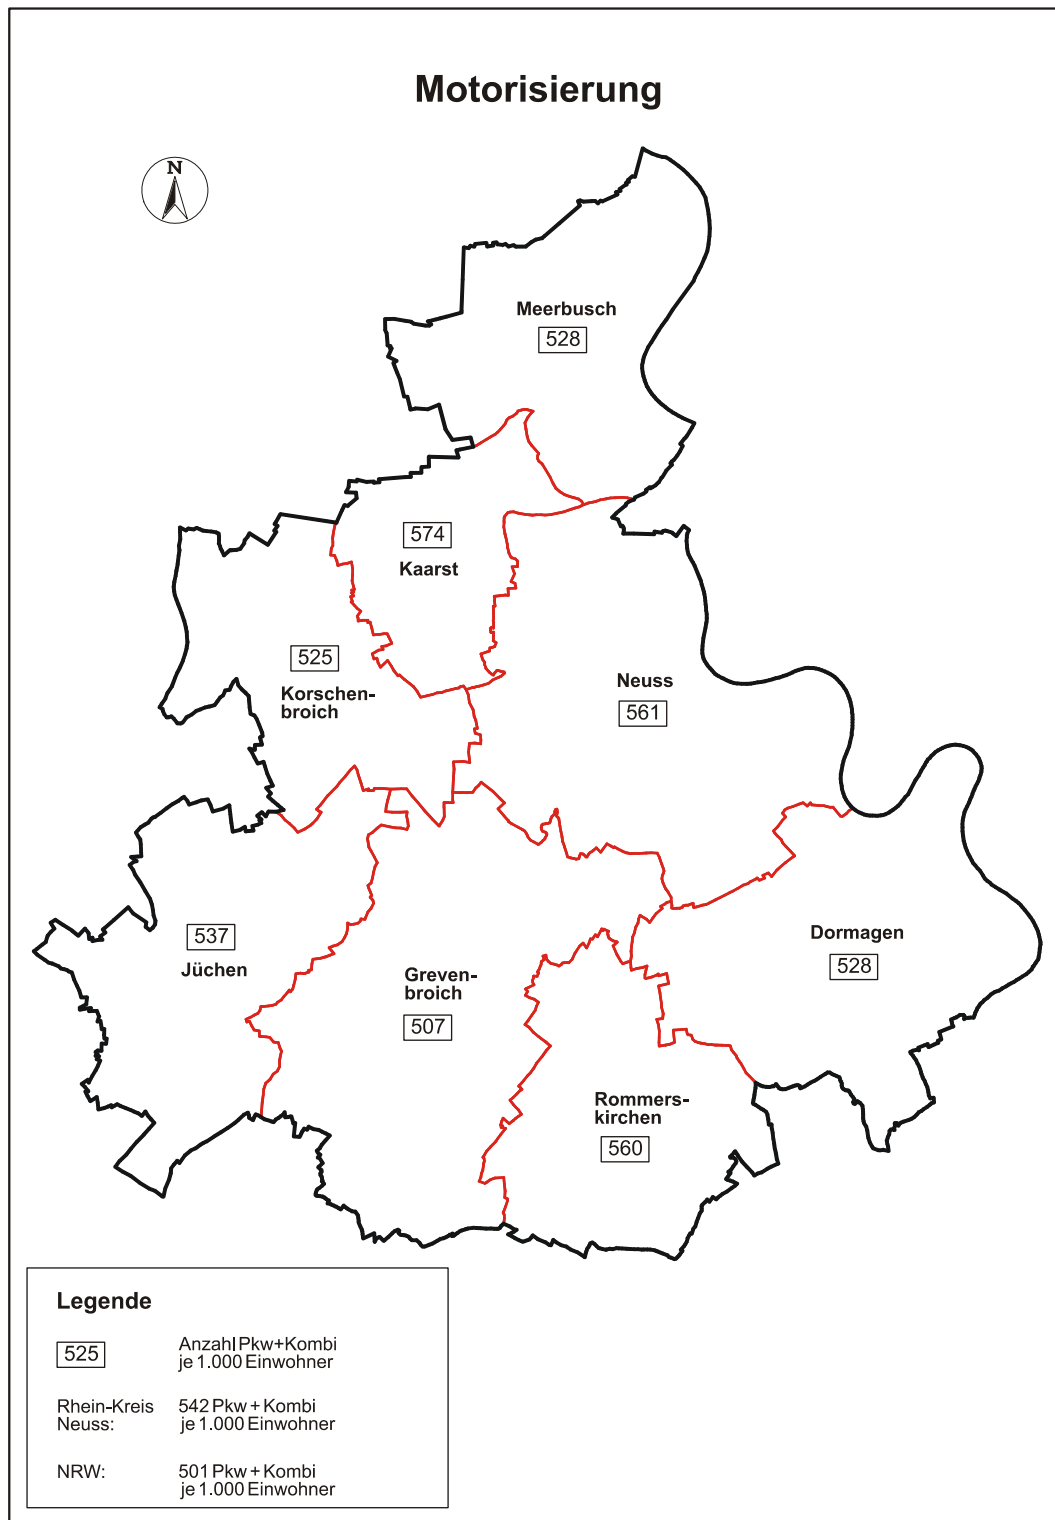 Motorisierung
N
Meerbusch
528
574
Kaarst
525
Korschen-
broich
Neuss
561
537
Jüchen
Greven-
broich
507
Dormagen
528
Rommers-
kirchen
560
Legende
525
Anzahl Pkw+Kombi
je 1.000 Einwohner
Rhein-Kreis
Neuss:
542 Pkw + Kombi
je 1.000 Einwohner
NRW:
501 Pkw + Kombi
je 1.000 Einwohner